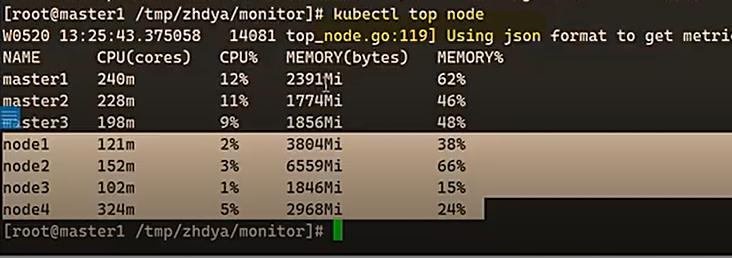 [root@master1 /tmp/zhdya/monitor]# kubectl top node
W0520 13:25:43.375058   14081 top_node.go:119] Using json format to get metri
NAME      CPU(cores)   CPU%   MEMORY(bytes)   MEMORY%
master1   240m         12%    2391Mi          62%
master2   228m         11%    1774Mi          46%
master3   198m         9%     1856Mi          48%
node1     121m         2%     3804Mi          38%
node2     152m         3%     6559Mi          66%
node3     102m         1%     1846Mi          15%
node4     324m         5%     2968Mi          24%
[root@master1 /tmp/zhdya/monitor]#